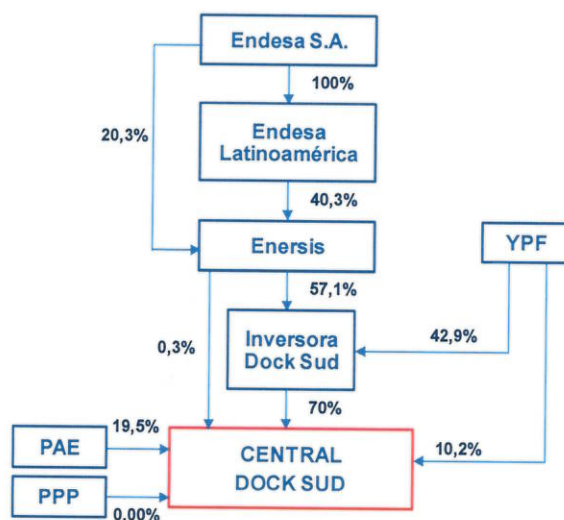 Endesa S.A.
100%
20,3%
Endesa
Latinoamérica
40,3%
Enersis
YPF
57,1%
0,3%
Inversora
Dock Sud
42,9%
70%
19,5%
PAE
CENTRAL
DOCK SUD
10,2%
PPP
0,00%